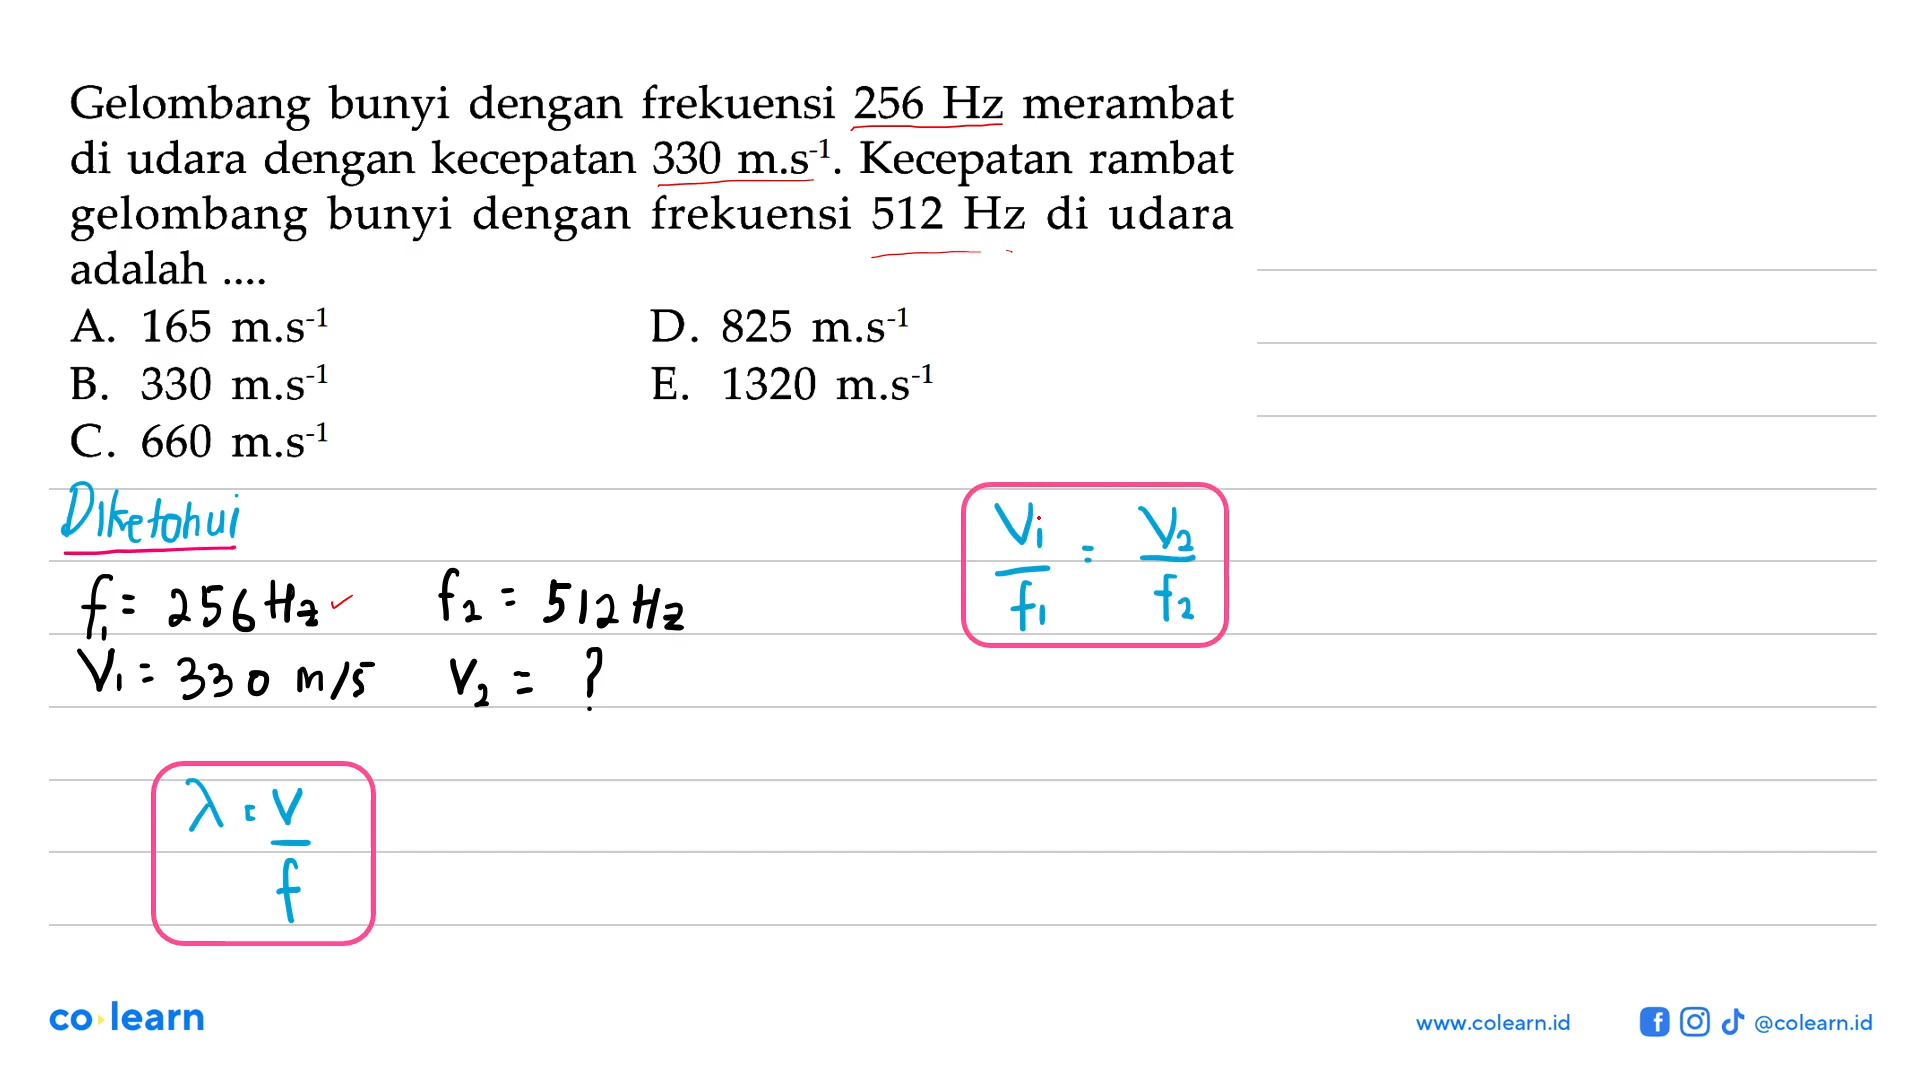 Gelombang bunyi dengan frekuensi 256 Hz merambat
di udara dengan kecepatan 330 m.s⁻¹. Kecepatan rambat
gelombang bunyi dengan frekuensi 512 Hz di udara
adalah ....
A. 165 m.s⁻¹
D. 825 m.s⁻¹
B. 330 m.s⁻¹
E. 1320 m.s⁻¹
C. 660 m.s⁻¹
Diketahui
f₁ = 256 Hz ✓ f₂ = 512 Hz
V₁ = 330 m/s V₂ = ?
V₁/f₁ = V₂/f₂
λ = V/f
co learn
www.colearn.id
@colearn.id